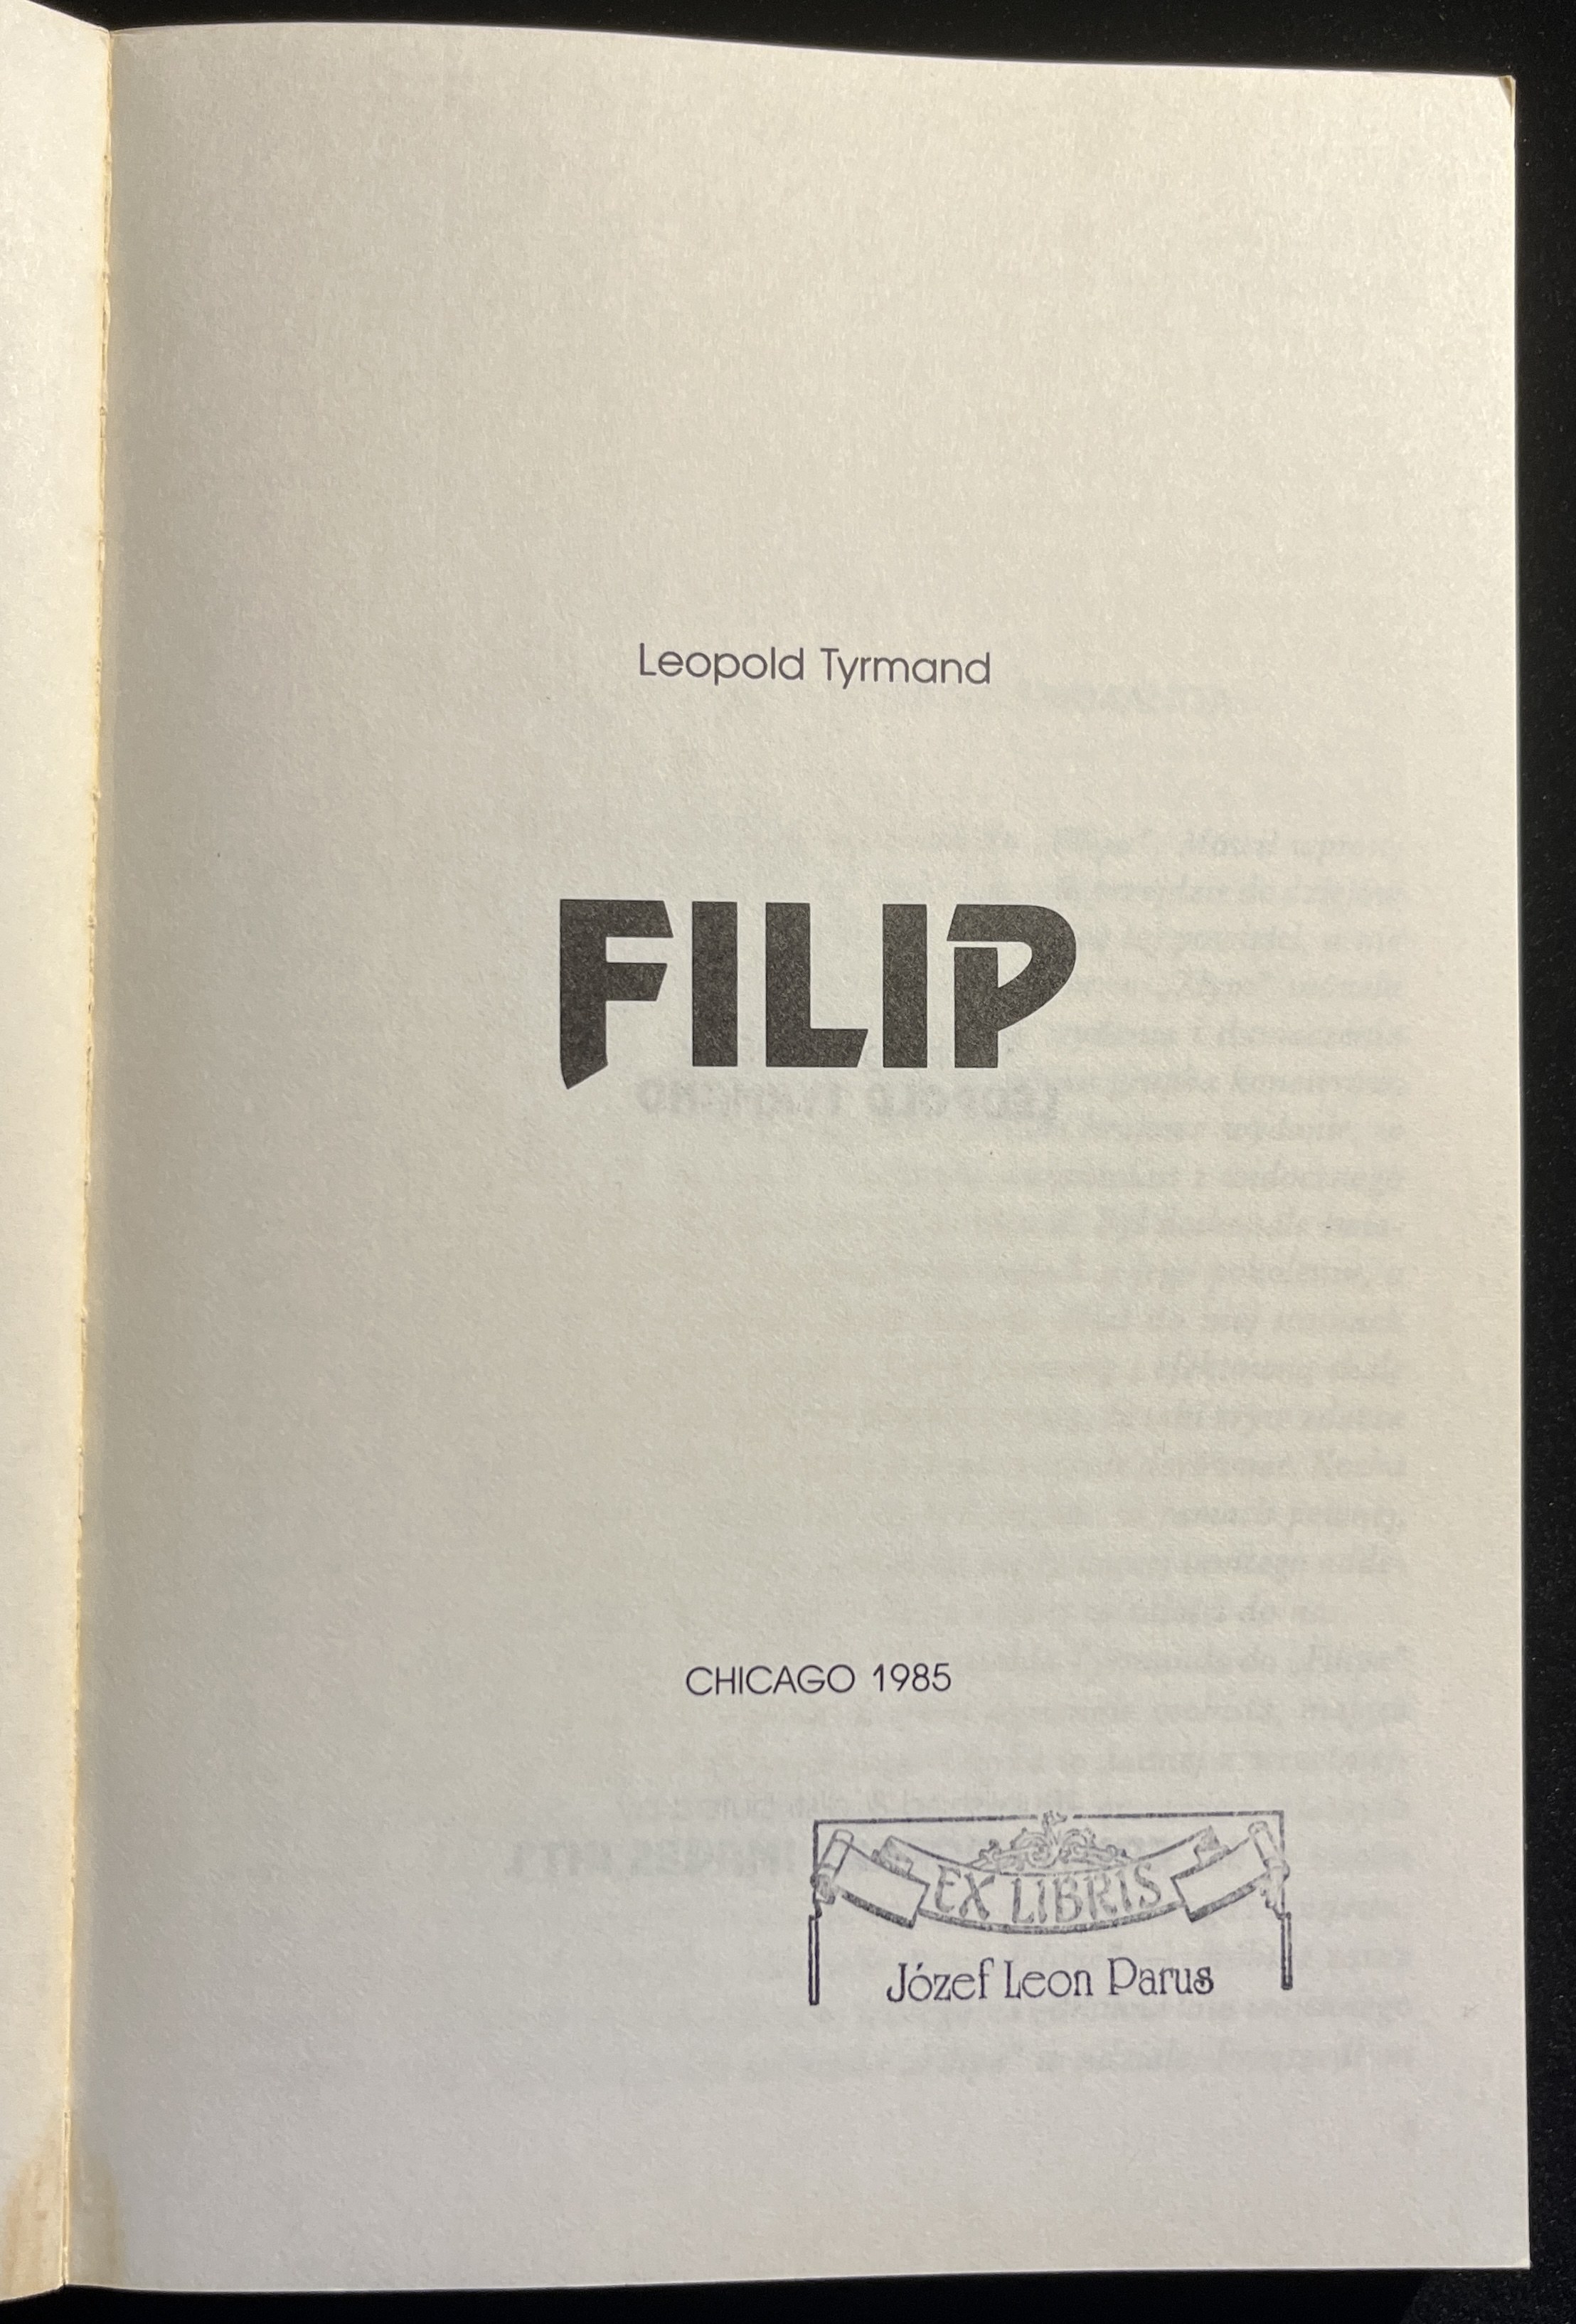 Leopold Tyrmand
FILIP
CHICAGO 1985
EX LIBRIS
Józef Leon Parus